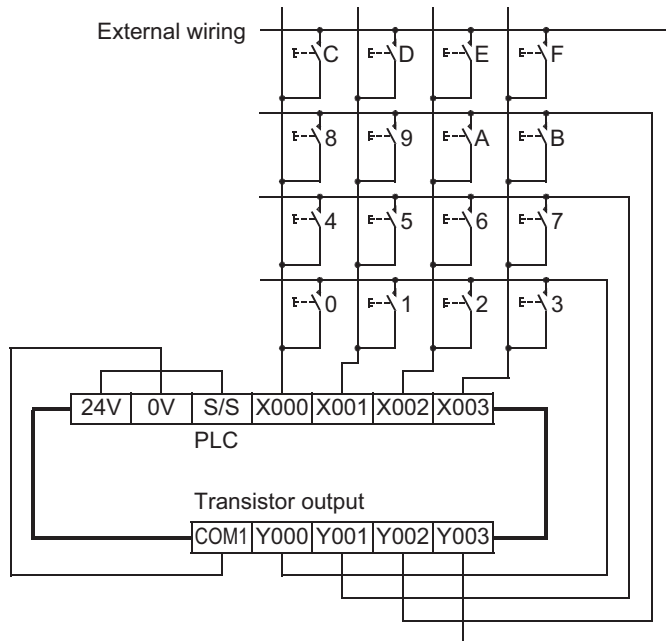 External wiring
C D E F
8 9 A B
4 5 6 7
0 1 2 3
24V 0V S/S X000 X001 X002 X003
PLC
Transistor output
COM1 Y000 Y001 Y002 Y003